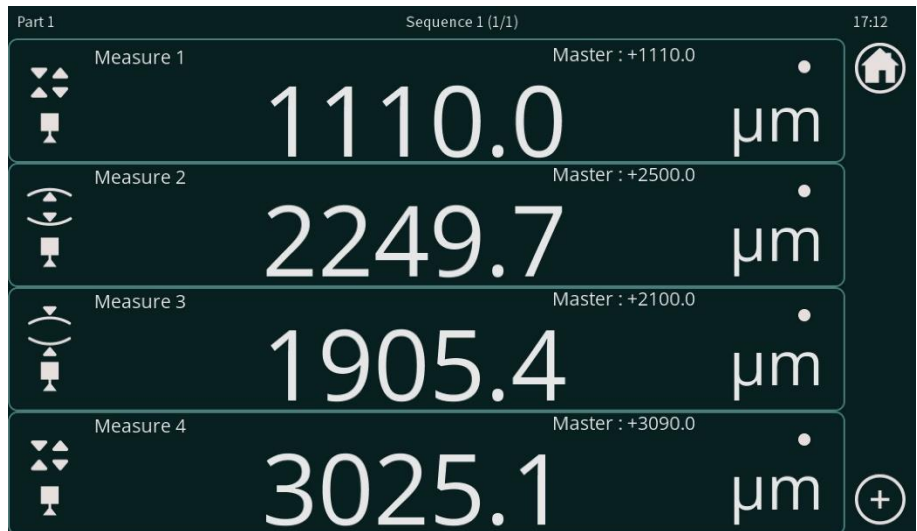 Part 1 Sequence 1 (1/1) 17:12
Measure 1 Master : +1110.0
1110.0 µm
Measure 2 Master : +2500.0
2249.7 µm
Measure 3 Master : +2100.0
1905.4 µm
Measure 4 Master : +3090.0
3025.1 µm
+